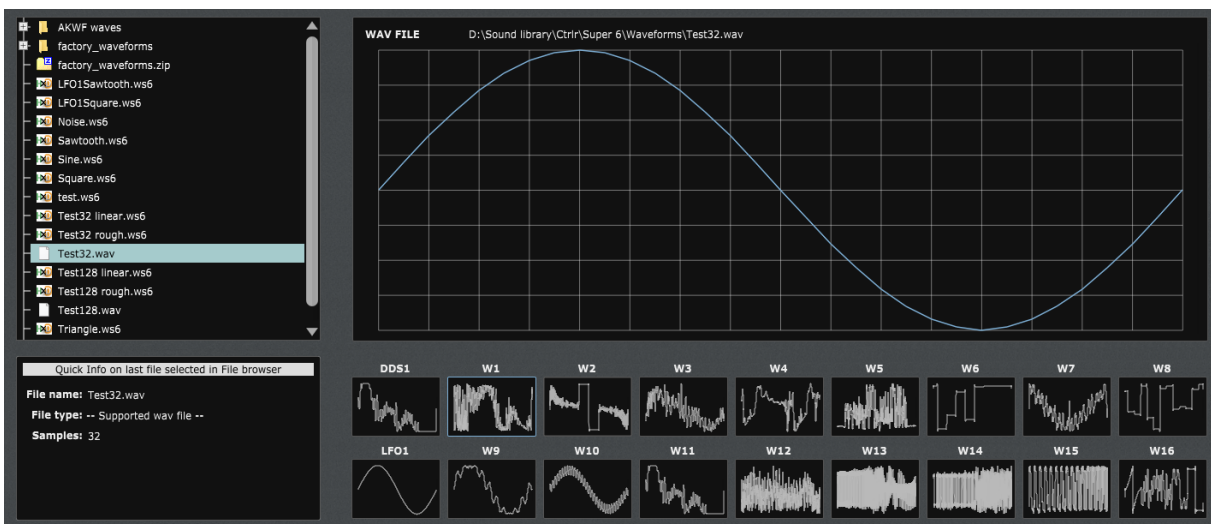 AKWF waves
factory_waveforms
factory_waveforms.zip
LFO1Sawtooth.ws6
LFO1Square.ws6
Noise.ws6
Sawtooth.ws6
Sine.ws6
Square.ws6
test.ws6
Test32 linear.ws6
Test32 rough.ws6
Test32.wav
Test128 linear.ws6
Test128 rough.ws6
Test128.wav
Triangle.ws6
WAV FILE D:\Sound library\Ctrlr\Super 6\Waveforms\Test32.wav
Quick Info on last file selected in File browser
File name: Test32.wav
File type: -- Supported wav file --
Samples: 32
DDS1 W1 W2 W3 W4 W5 W6 W7 W8
LFO1 W9 W10 W11 W12 W13 W14 W15 W16